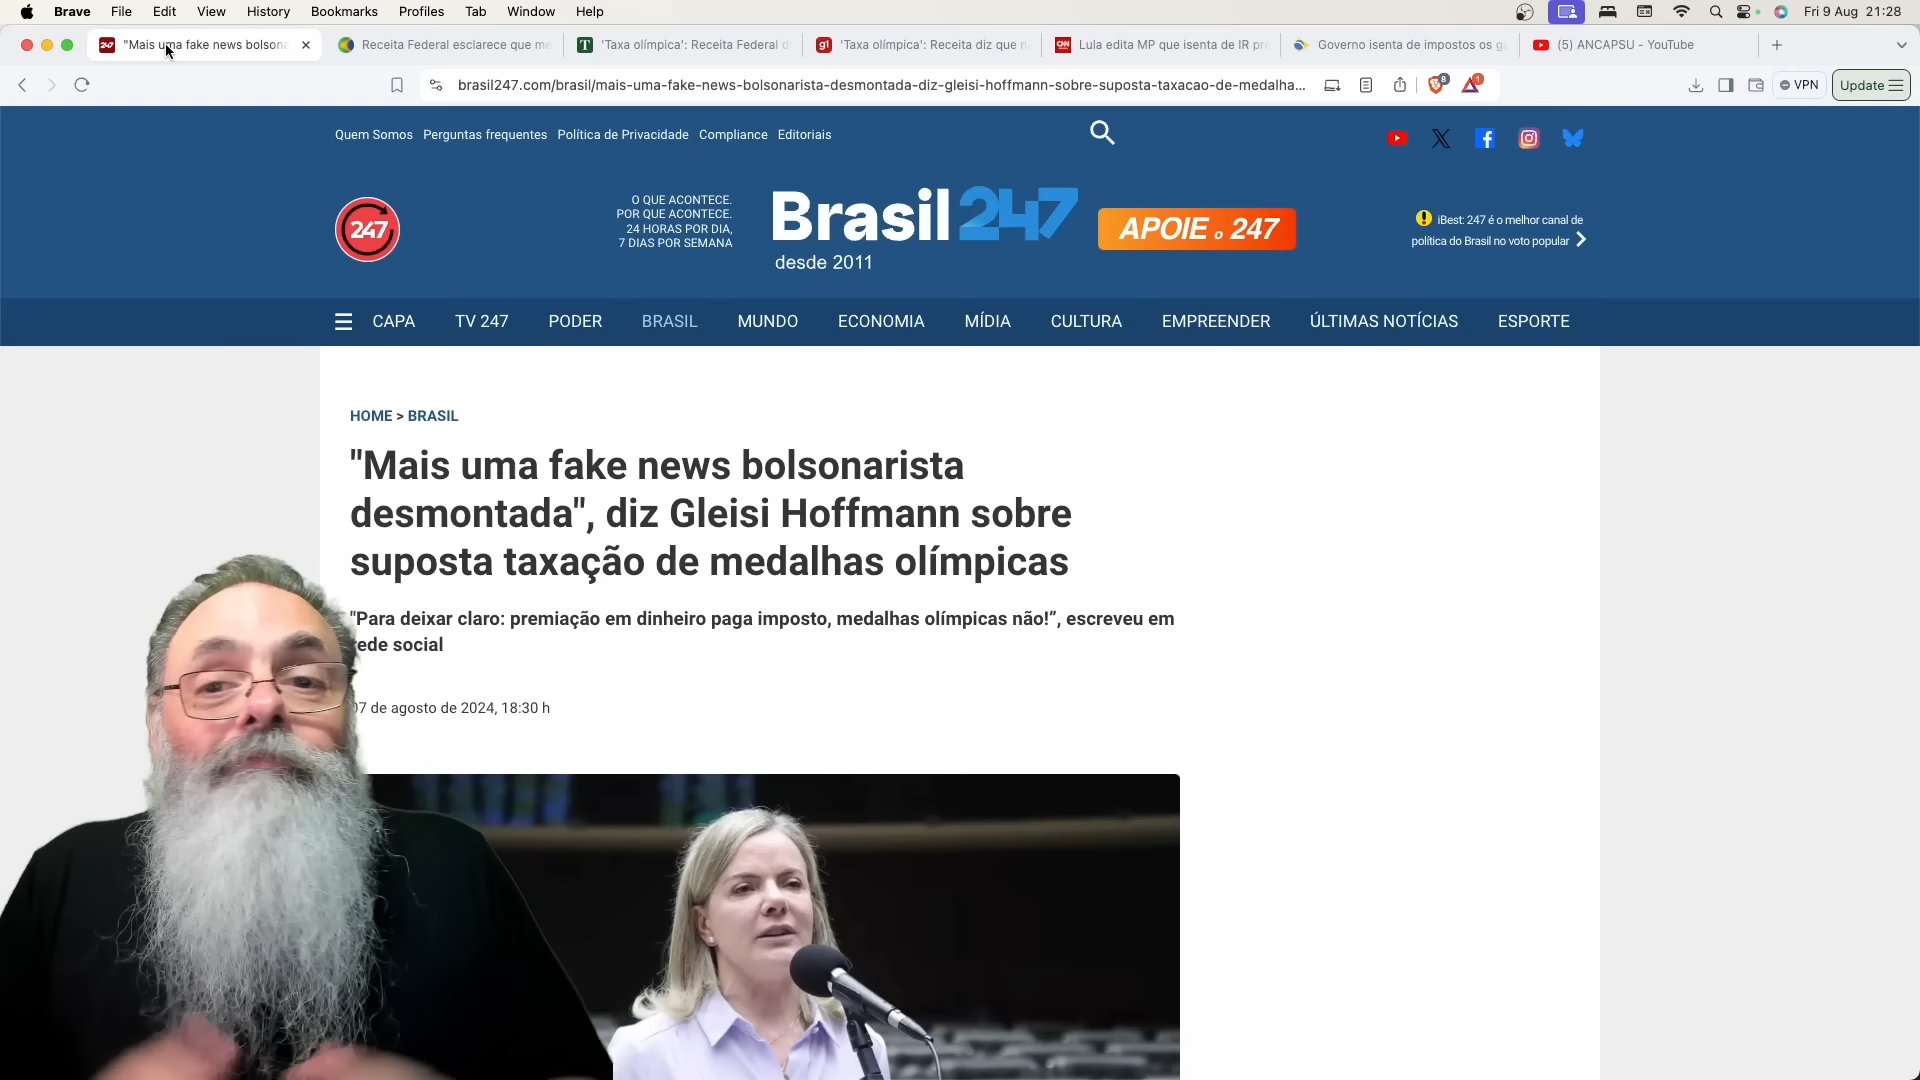 Brave File Edit View History Bookmarks Profiles Tab Window Help Fri 9 Aug 21:28
"Mais uma fake news bolsona
Receita Federal esclarece que me
'Taxa olímpica': Receita Federal d
'Taxa olímpica': Receita diz que n
Lula edita MP que isenta de IR pr
Governo isenta de impostos os g
(5) ANCAPSU - YouTube
brasil247.com/brasil/mais-uma-fake-news-bolsonarista-desmontada-diz-gleisi-hoffmann-sobre-suposta-taxacao-de-medalha...
8
1
VPN
Update
Quem Somos Perguntas frequentes Política de Privacidade Compliance Editoriais
247
O QUE ACONTECE.
POR QUE ACONTECE.
24 HORAS POR DIA,
7 DIAS POR SEMANA
Brasil 247
desde 2011
APOIE o 247
iBest: 247 é o melhor canal de
política do Brasil no voto popular
CAPA TV 247 PODER BRASIL MUNDO ECONOMIA MÍDIA CULTURA EMPREENDER ÚLTIMAS NOTÍCIAS ESPORTE
HOME > BRASIL
"Mais uma fake news bolsonarista
desmontada", diz Gleisi Hoffmann sobre
suposta taxação de medalhas olímpicas
"Para deixar claro: premiação em dinheiro paga imposto, medalhas olímpicas não!”, escreveu em
rede social
07 de agosto de 2024, 18:30 h